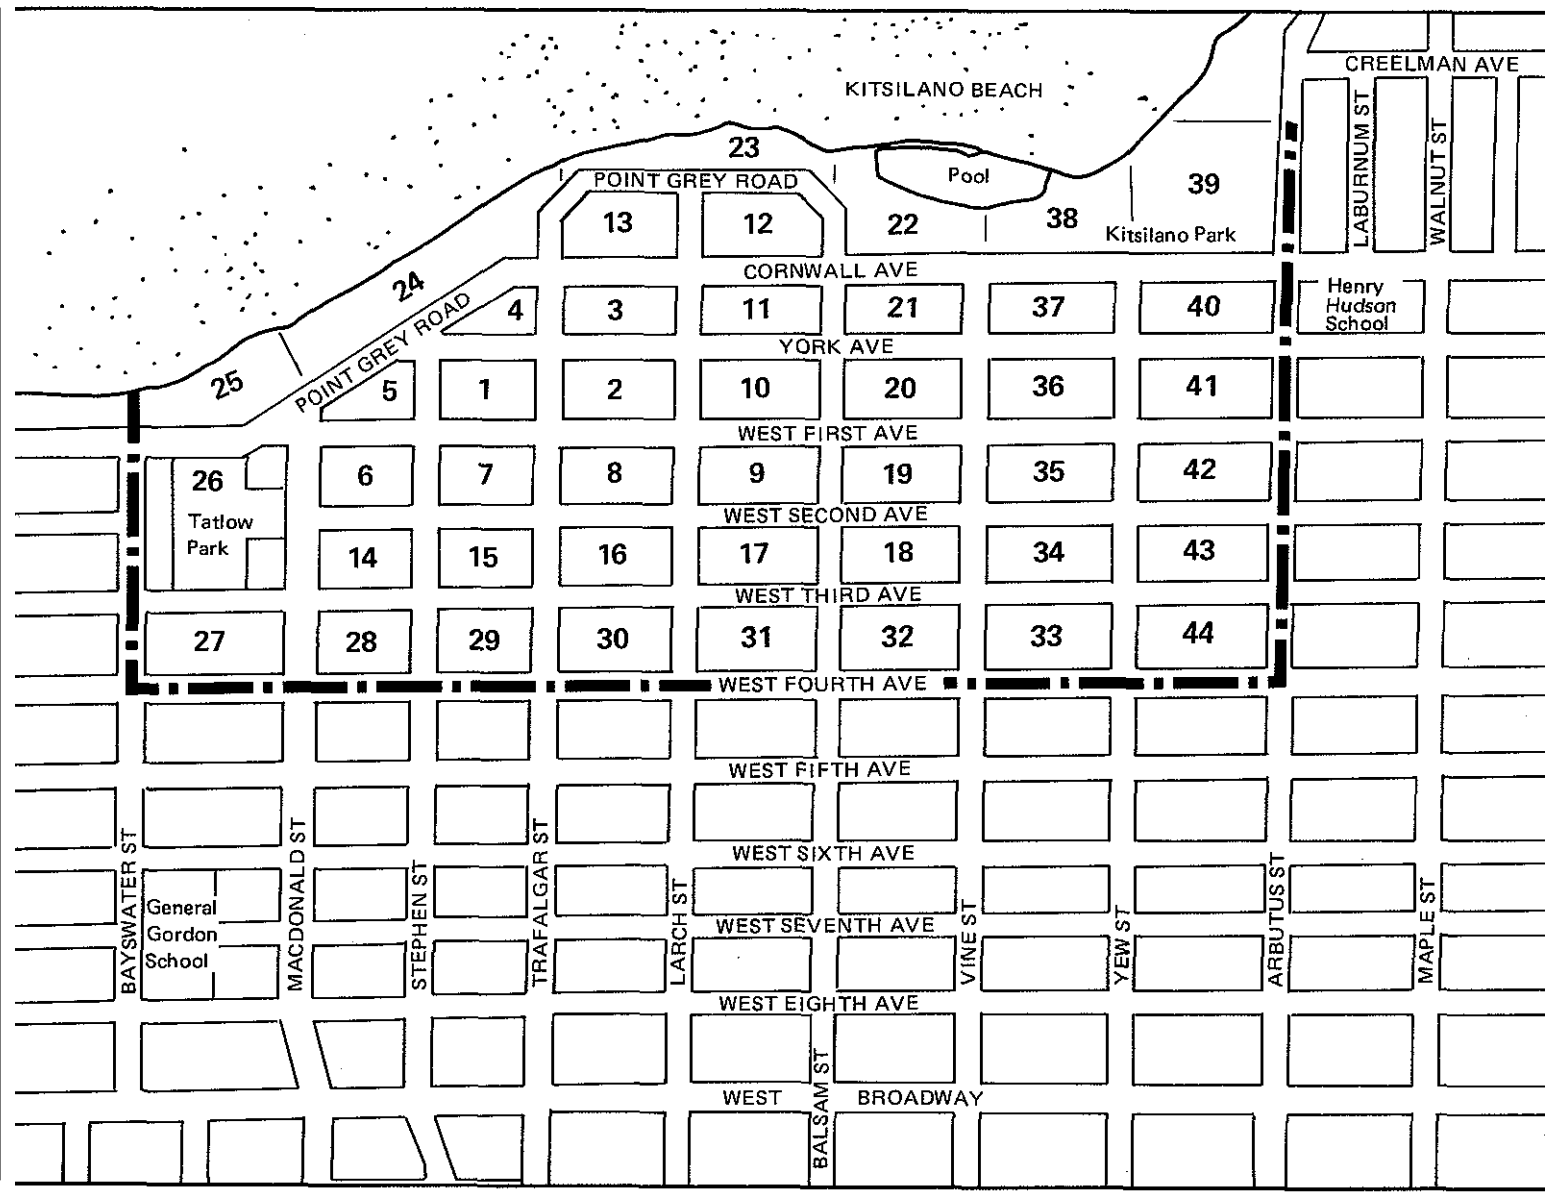 CREELMAN AVE
KITSILANO BEACH
LABURNUM ST
WALNUT ST
23
POINT GREY ROAD
Pool
39
13
12
22
38
Kitsilano Park
CORNWALL AVE
24
POINT GREY ROAD
4
3
11
21
37
40
Henry
Hudson
School
YORK AVE
25
5
1
2
10
20
36
41
WEST FIRST AVE
26
6
7
8
9
19
35
42
WEST SECOND AVE
Tatlow
Park
14
15
16
17
18
34
43
WEST THIRD AVE
27
28
29
30
31
32
33
44
WEST FOURTH AVE
WEST FIFTH AVE
WEST SIXTH AVE
BAYSWATER ST
General
Gordon
School
MACDONALD ST
STEPHEN ST
TRAFALGAR ST
LARCH ST
WEST SEVENTH AVE
VINE ST
YEW ST
ARBUTUS ST
MAPLE ST
WEST EIGHTH AVE
BALSAM ST
WEST BROADWAY